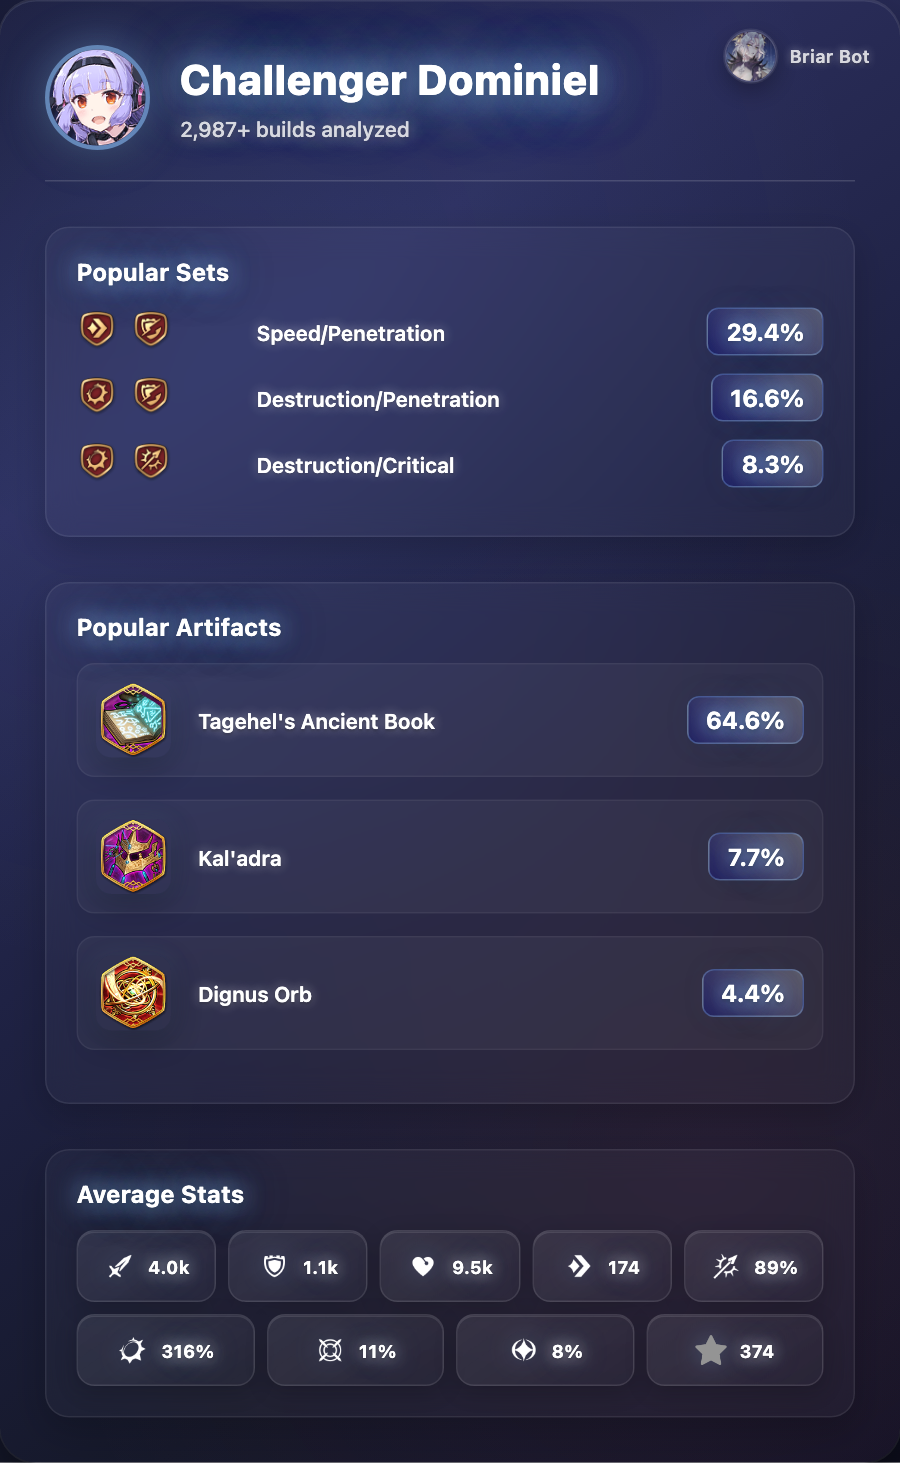 Challenger Dominiel
2,987+ builds analyzed
Briar Bot
Popular Sets
Speed/Penetration 29.4%
Destruction/Penetration 16.6%
Destruction/Critical 8.3%
Popular Artifacts
Tagehel's Ancient Book 64.6%
Kal'adra 7.7%
Dignus Orb 4.4%
Average Stats
4.0k 1.1k 9.5k 174 89%
316% 11% 8% 374